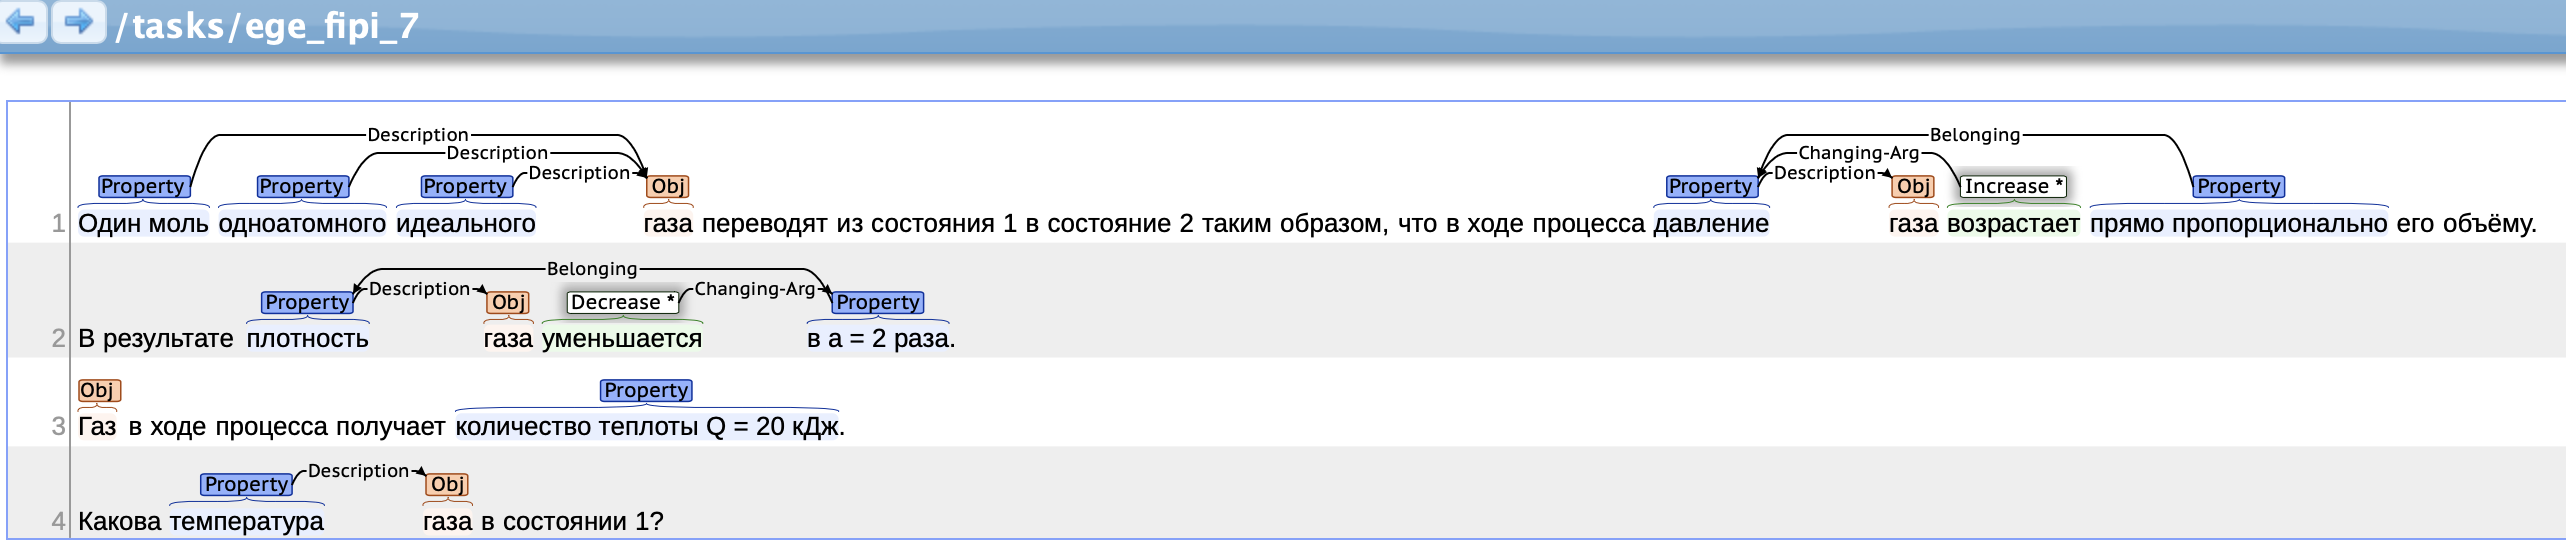 /tasks/ege_fipi_7
Description
Description
Description
Belonging
Changing-Arg
Description
Property Property Property Obj Property Obj Increase * Property
1 Один моль одноатомного идеального газа переводят из состояния 1 в состояние 2 таким образом, что в ходе процесса давление газа возрастает прямо пропорционально его объёму.
Belonging
Description Changing-Arg
Property Obj Decrease * Property
2 В результате плотность газа уменьшается в a = 2 раза.
Obj Property
3 Газ в ходе процесса получает количество теплоты Q = 20 кДж.
Description
Property Obj
4 Какова температура газа в состоянии 1?